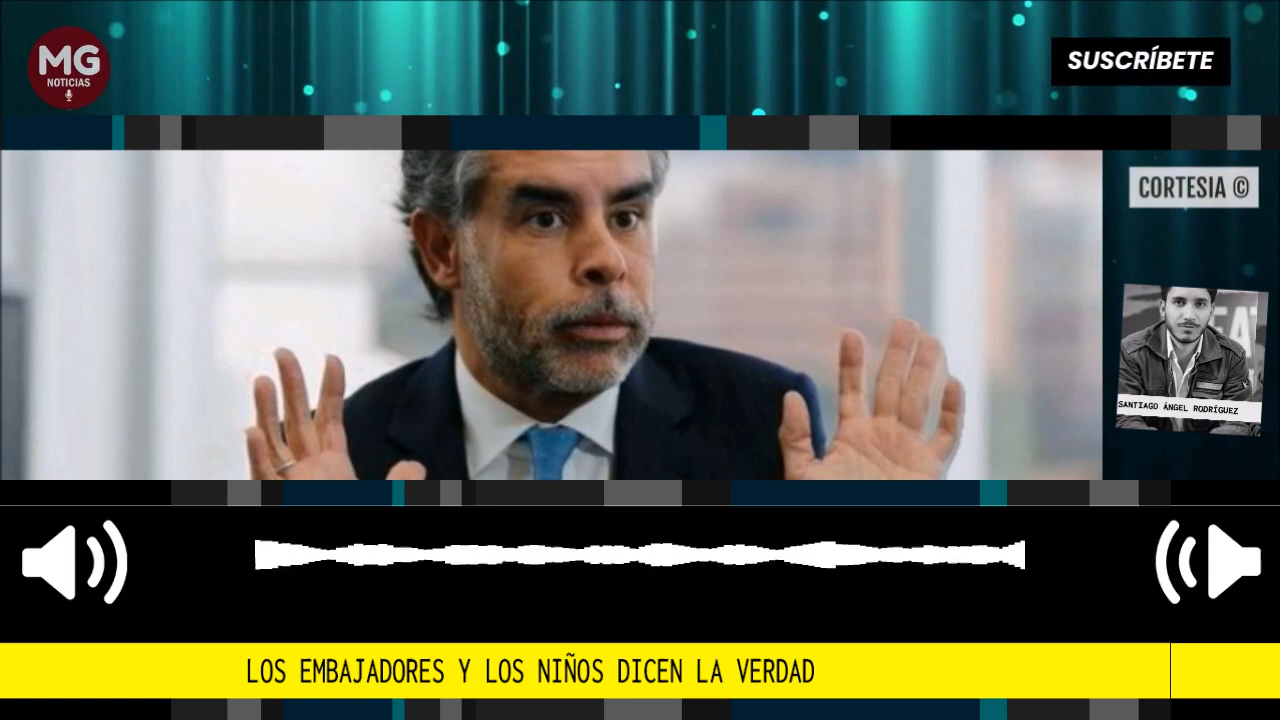 MG
NOTICIAS
SUSCRÍBETE
CORTESIA ©
SANTIAGO ÁNGEL RODRÍGUEZ
LOS EMBAJADORES Y LOS NIÑOS DICEN LA VERDAD